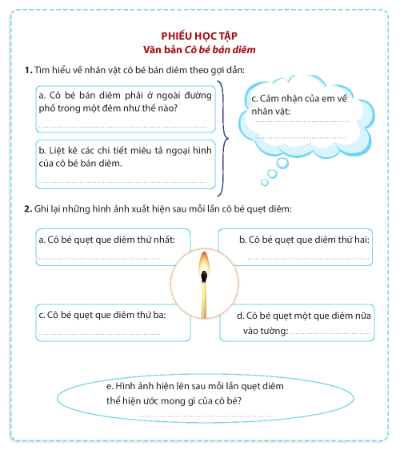 PHIẾU HỌC TẬP
Văn bản Cô bé bán diêm
1. Tìm hiểu về nhân vật cô bé bán diêm theo gợi dẫn:
a. Cô bé bán diêm phải ở ngoài đường
phố trong một đêm như thế nào?
b. Liệt kê các chi tiết miêu tả ngoại hình
của cô bé bán diêm.
c. Cảm nhận của em về
nhân vật:
2. Ghi lại những hình ảnh xuất hiện sau mỗi lần cô bé quẹt diêm:
a. Cô bé quẹt que diêm thứ nhất:
b. Cô bé quẹt que diêm thứ hai:
c. Cô bé quẹt que diêm thứ ba:
d. Cô bé quẹt một que diêm nữa
vào tường:
e. Hình ảnh hiện lên sau mỗi lần quẹt diêm
thể hiện ước mong gì của cô bé?